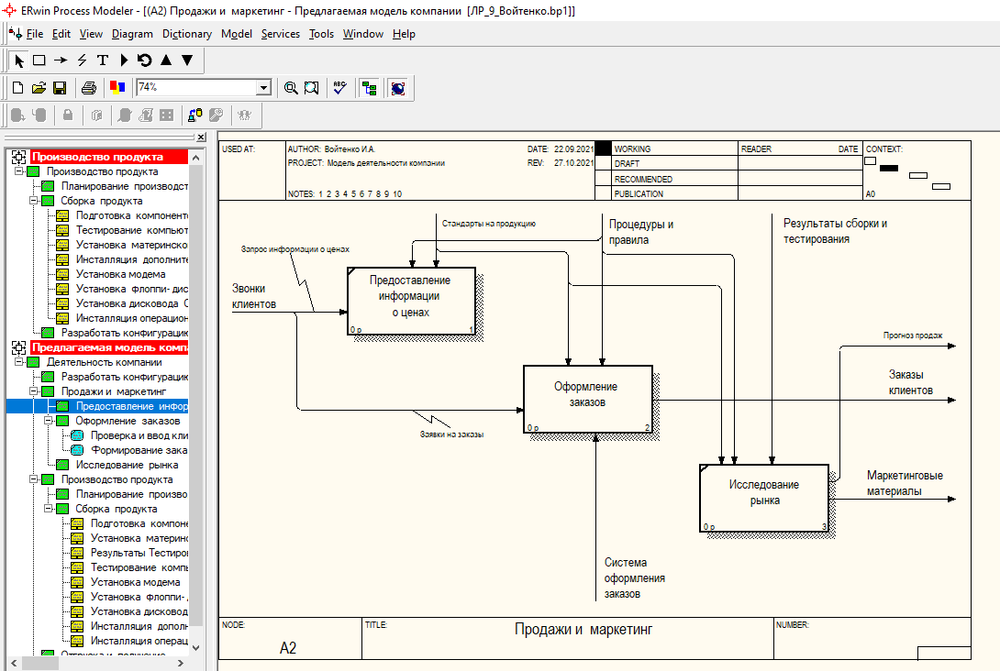 ERwin Process Modeler - [(A2) Продажи и маркетинг - Предлагаемая модель компании [ЛР_9_Войтенко.bp1]]
File Edit View Diagram Dictionary Model Services Tools Window Help
74%
ABC
Производство продукта
Производство продукта
Планирование производст
Сборка продукта
Подготовка компонент
Тестирование компьют
Установка материнско
Инсталляция дополните
Установка модема
Установка флоппи-дис
Установка дисковода C
Инсталляция операцион
Разработать конфигурацию
Предлагаемая модель комп
Деятельность компании
Разработать конфигурацию
Продажи и маркетинг
Предоставление инфор
Оформление заказов
Проверка и ввод кли
Формирование зака
Исследование рынка
Производство продукта
Планирование произво
Сборка продукта
Подготовка компоне
Установка материнс
Результаты Тестиро
Тестирование компь
Установка модема
Установка флоппи-
Установка дисковод
Инсталляция допол
Инсталляция операц
USED AT:
AUTHOR: Войтенко И.А.
DATE: 22.09.2021
PROJECT: Модель деятельности компании
REV: 27.10.2021
NOTES: 1 2 3 4 5 6 7 8 9 10
WORKING
DRAFT
RECOMMENDED
PUBLICATION
READER
DATE
CONTEXT:
A0
Стандарты на продукцию
Процедуры и
правила
Результаты сборки и
тестирования
Запрос информации о ценах
Звонки
клиентов
Предоставление
информации
о ценах
0 р
1
Прогноз продаж
Оформление
заказов
0 р
2
Заказы
клиентов
Заявки на заказы
Исследование
рынка
0 р
3
Маркетинговые
материалы
Система
оформления
заказов
NODE:
A2
TITLE:
Продажи и маркетинг
NUMBER: